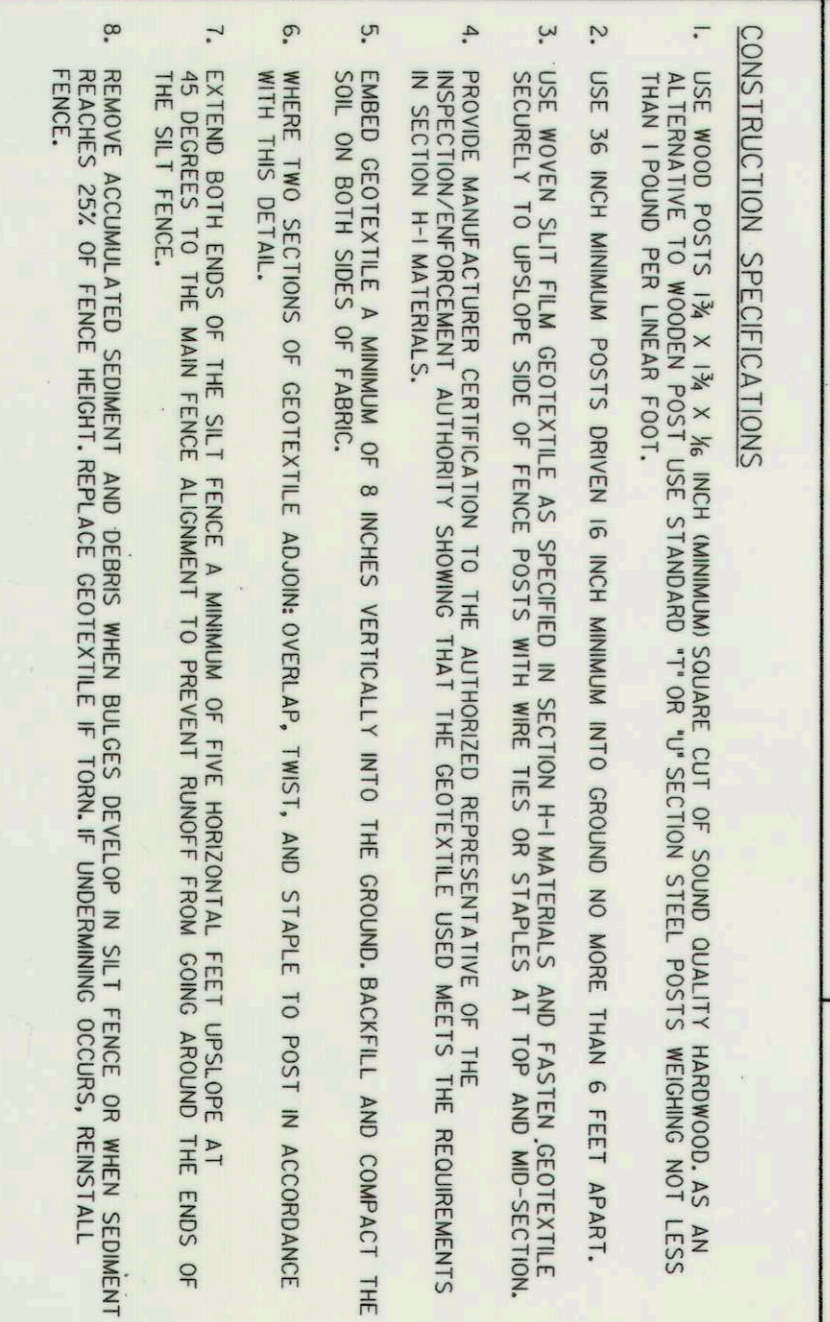 CONSTRUCTION SPECIFICATIONS
1. USE WOOD POSTS 1¾ X 1¾ X 1⁄16 INCH (MINIMUM) SQUARE CUT OF SOUND QUALITY HARDWOOD. AS AN
ALTERNATIVE TO WOODEN POST USE STANDARD "T" OR "U" SECTION STEEL POSTS WEIGHING NOT LESS
THAN 1 POUND PER LINEAR FOOT.
2. USE 36 INCH MINIMUM POSTS DRIVEN 16 INCH MINIMUM INTO GROUND NO MORE THAN 6 FEET APART.
3. USE WOVEN SLIT FILM GEOTEXTILE AS SPECIFIED IN SECTION H-1 MATERIALS AND FASTEN GEOTEXTILE
SECURELY TO UPSLOPE SIDE OF FENCE POSTS WITH WIRE TIES OR STAPLES AT TOP AND MID-SECTION.
4. PROVIDE MANUFACTURER CERTIFICATION TO THE AUTHORIZED REPRESENTATIVE OF THE
INSPECTION/ENFORCEMENT AUTHORITY SHOWING THAT THE GEOTEXTILE USED MEETS THE REQUIREMENTS
IN SECTION H-1 MATERIALS.
5. EMBED GEOTEXTILE A MINIMUM OF 8 INCHES VERTICALLY INTO THE GROUND. BACKFILL AND COMPACT THE
SOIL ON BOTH SIDES OF FABRIC.
6. WHERE TWO SECTIONS OF GEOTEXTILE ADJOIN: OVERLAP, TWIST, AND STAPLE TO POST IN ACCORDANCE
WITH THIS DETAIL.
7. EXTEND BOTH ENDS OF THE SILT FENCE A MINIMUM OF FIVE HORIZONTAL FEET UPSLOPE AT
45 DEGREES TO THE MAIN FENCE ALIGNMENT TO PREVENT RUNOFF FROM GOING AROUND THE ENDS OF
THE SILT FENCE.
8. REMOVE ACCUMULATED SEDIMENT AND DEBRIS WHEN BULGES DEVELOP IN SILT FENCE OR WHEN SEDIMENT
REACHES 25% OF FENCE HEIGHT. REPLACE GEOTEXTILE IF TORN. IF UNDERMINING OCCURS, REINSTALL
FENCE.